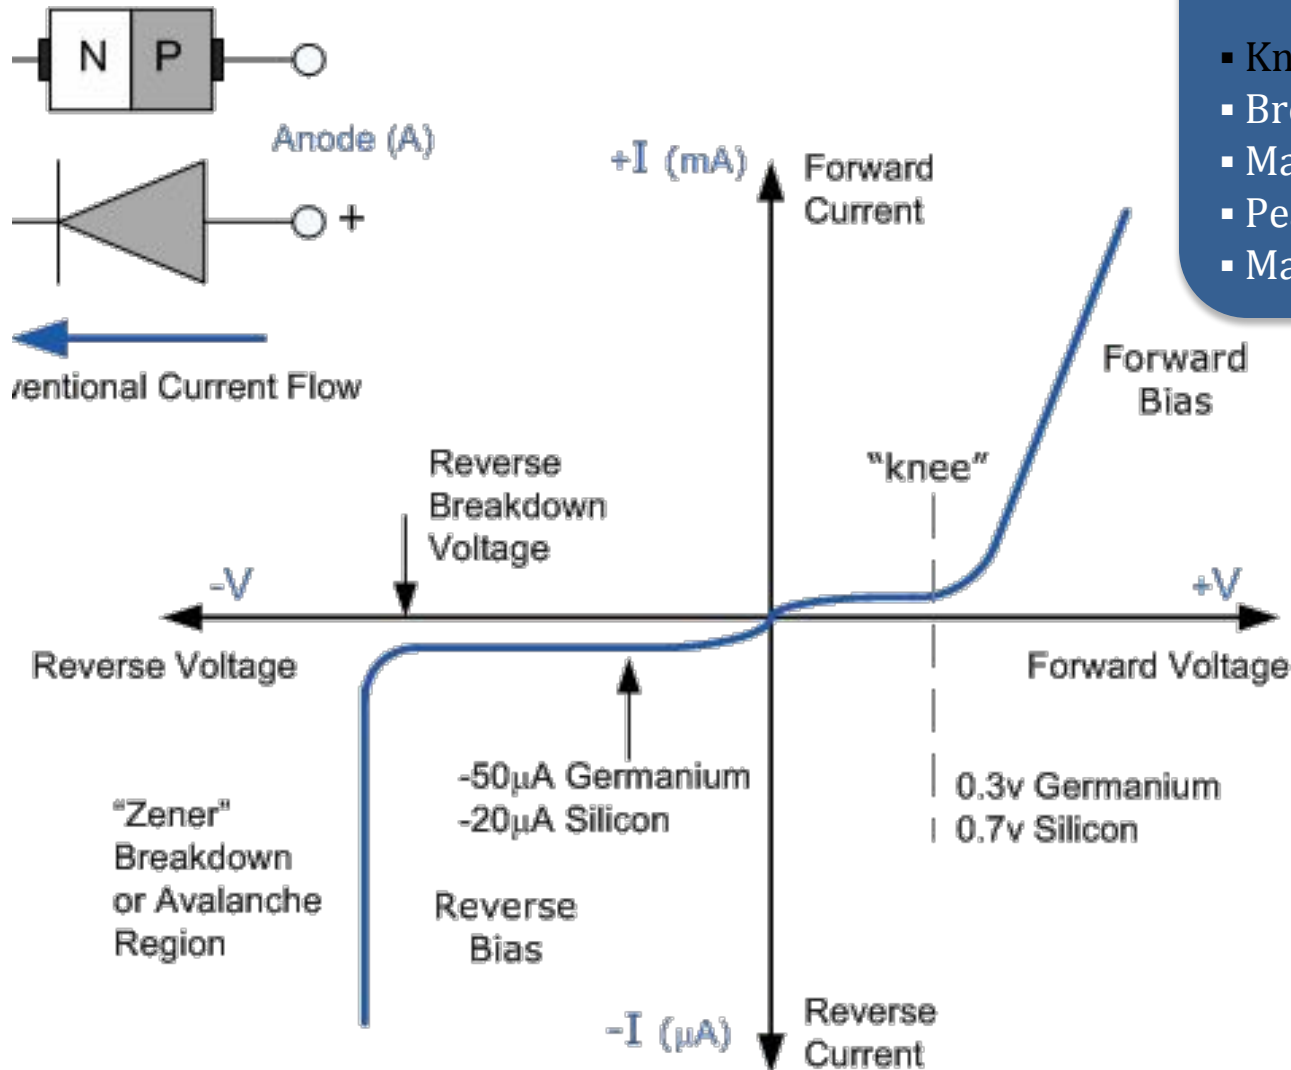 N P
Anode (A)
+
ventional Current Flow
▪ Kn
▪ Bre
▪ Ma
▪ Pe
▪ Ma
+I (mA)
Forward
Current
Forward
Bias
"knee"
Reverse
Breakdown
Voltage
-V
+V
Reverse Voltage
Forward Voltage
-50µA Germanium
-20µA Silicon
0.3v Germanium
0.7v Silicon
"Zener"
Breakdown
or Avalanche
Region
Reverse
Bias
-I (µA)
Reverse
Current